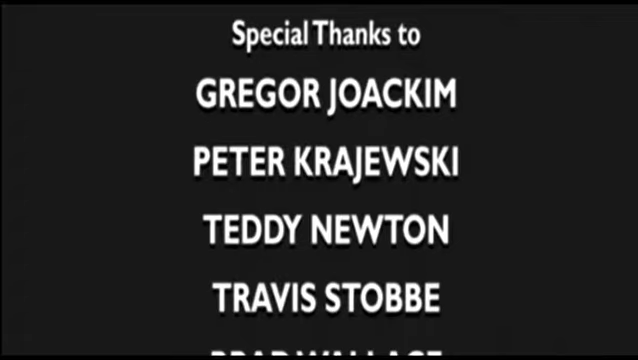 Special Thanks to
GREGOR JOACKIM
PETER KRAJEWSKI
TEDDY NEWTON
TRAVIS STOBBE